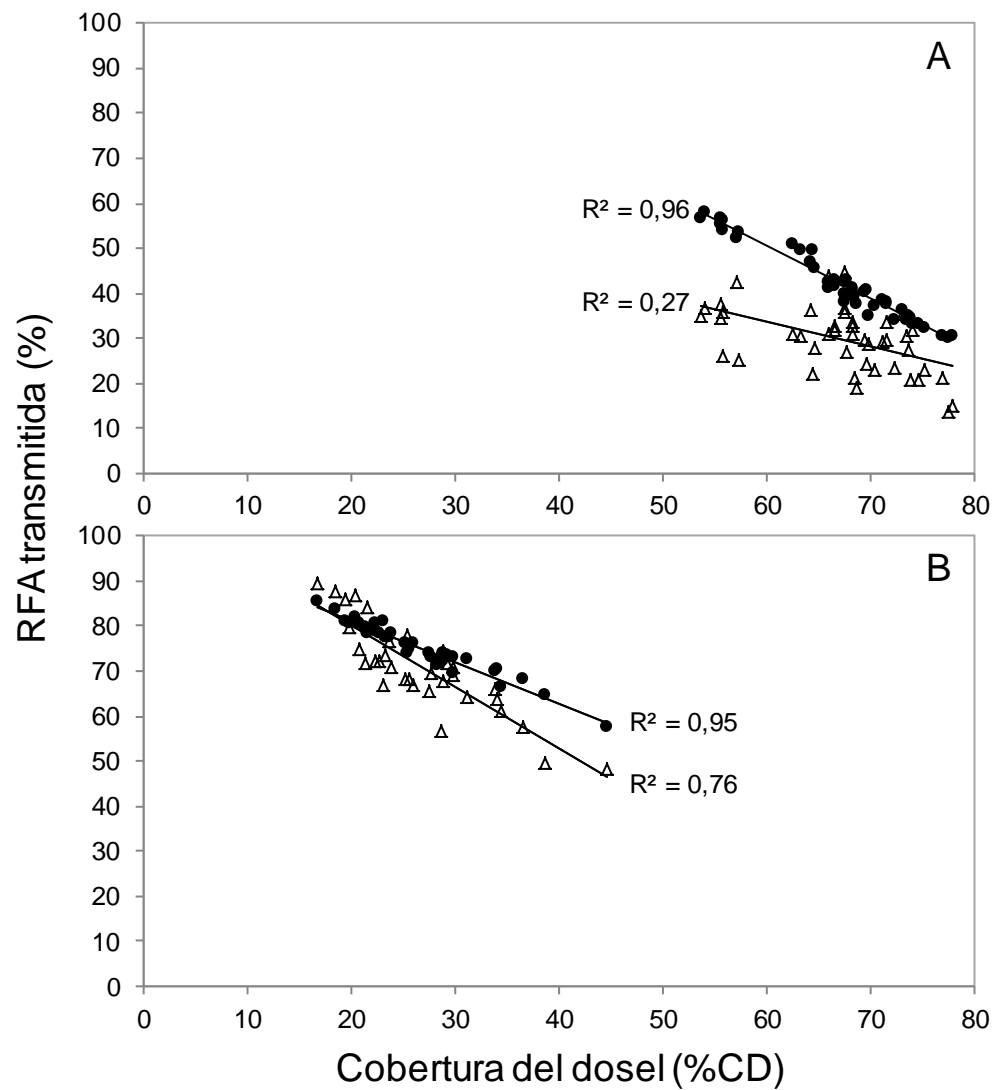 100
A
90
80
70
60
R² = 0,96
50
40
R² = 0,27
30
20
10
0
0 10 20 30 40 50 60 70 80
RFA transmitida (%)
100
B
90
80
70
60
R² = 0,95
50
R² = 0,76
40
30
20
10
0
0 10 20 30 40 50 60 70 80
Cobertura del dosel (%CD)